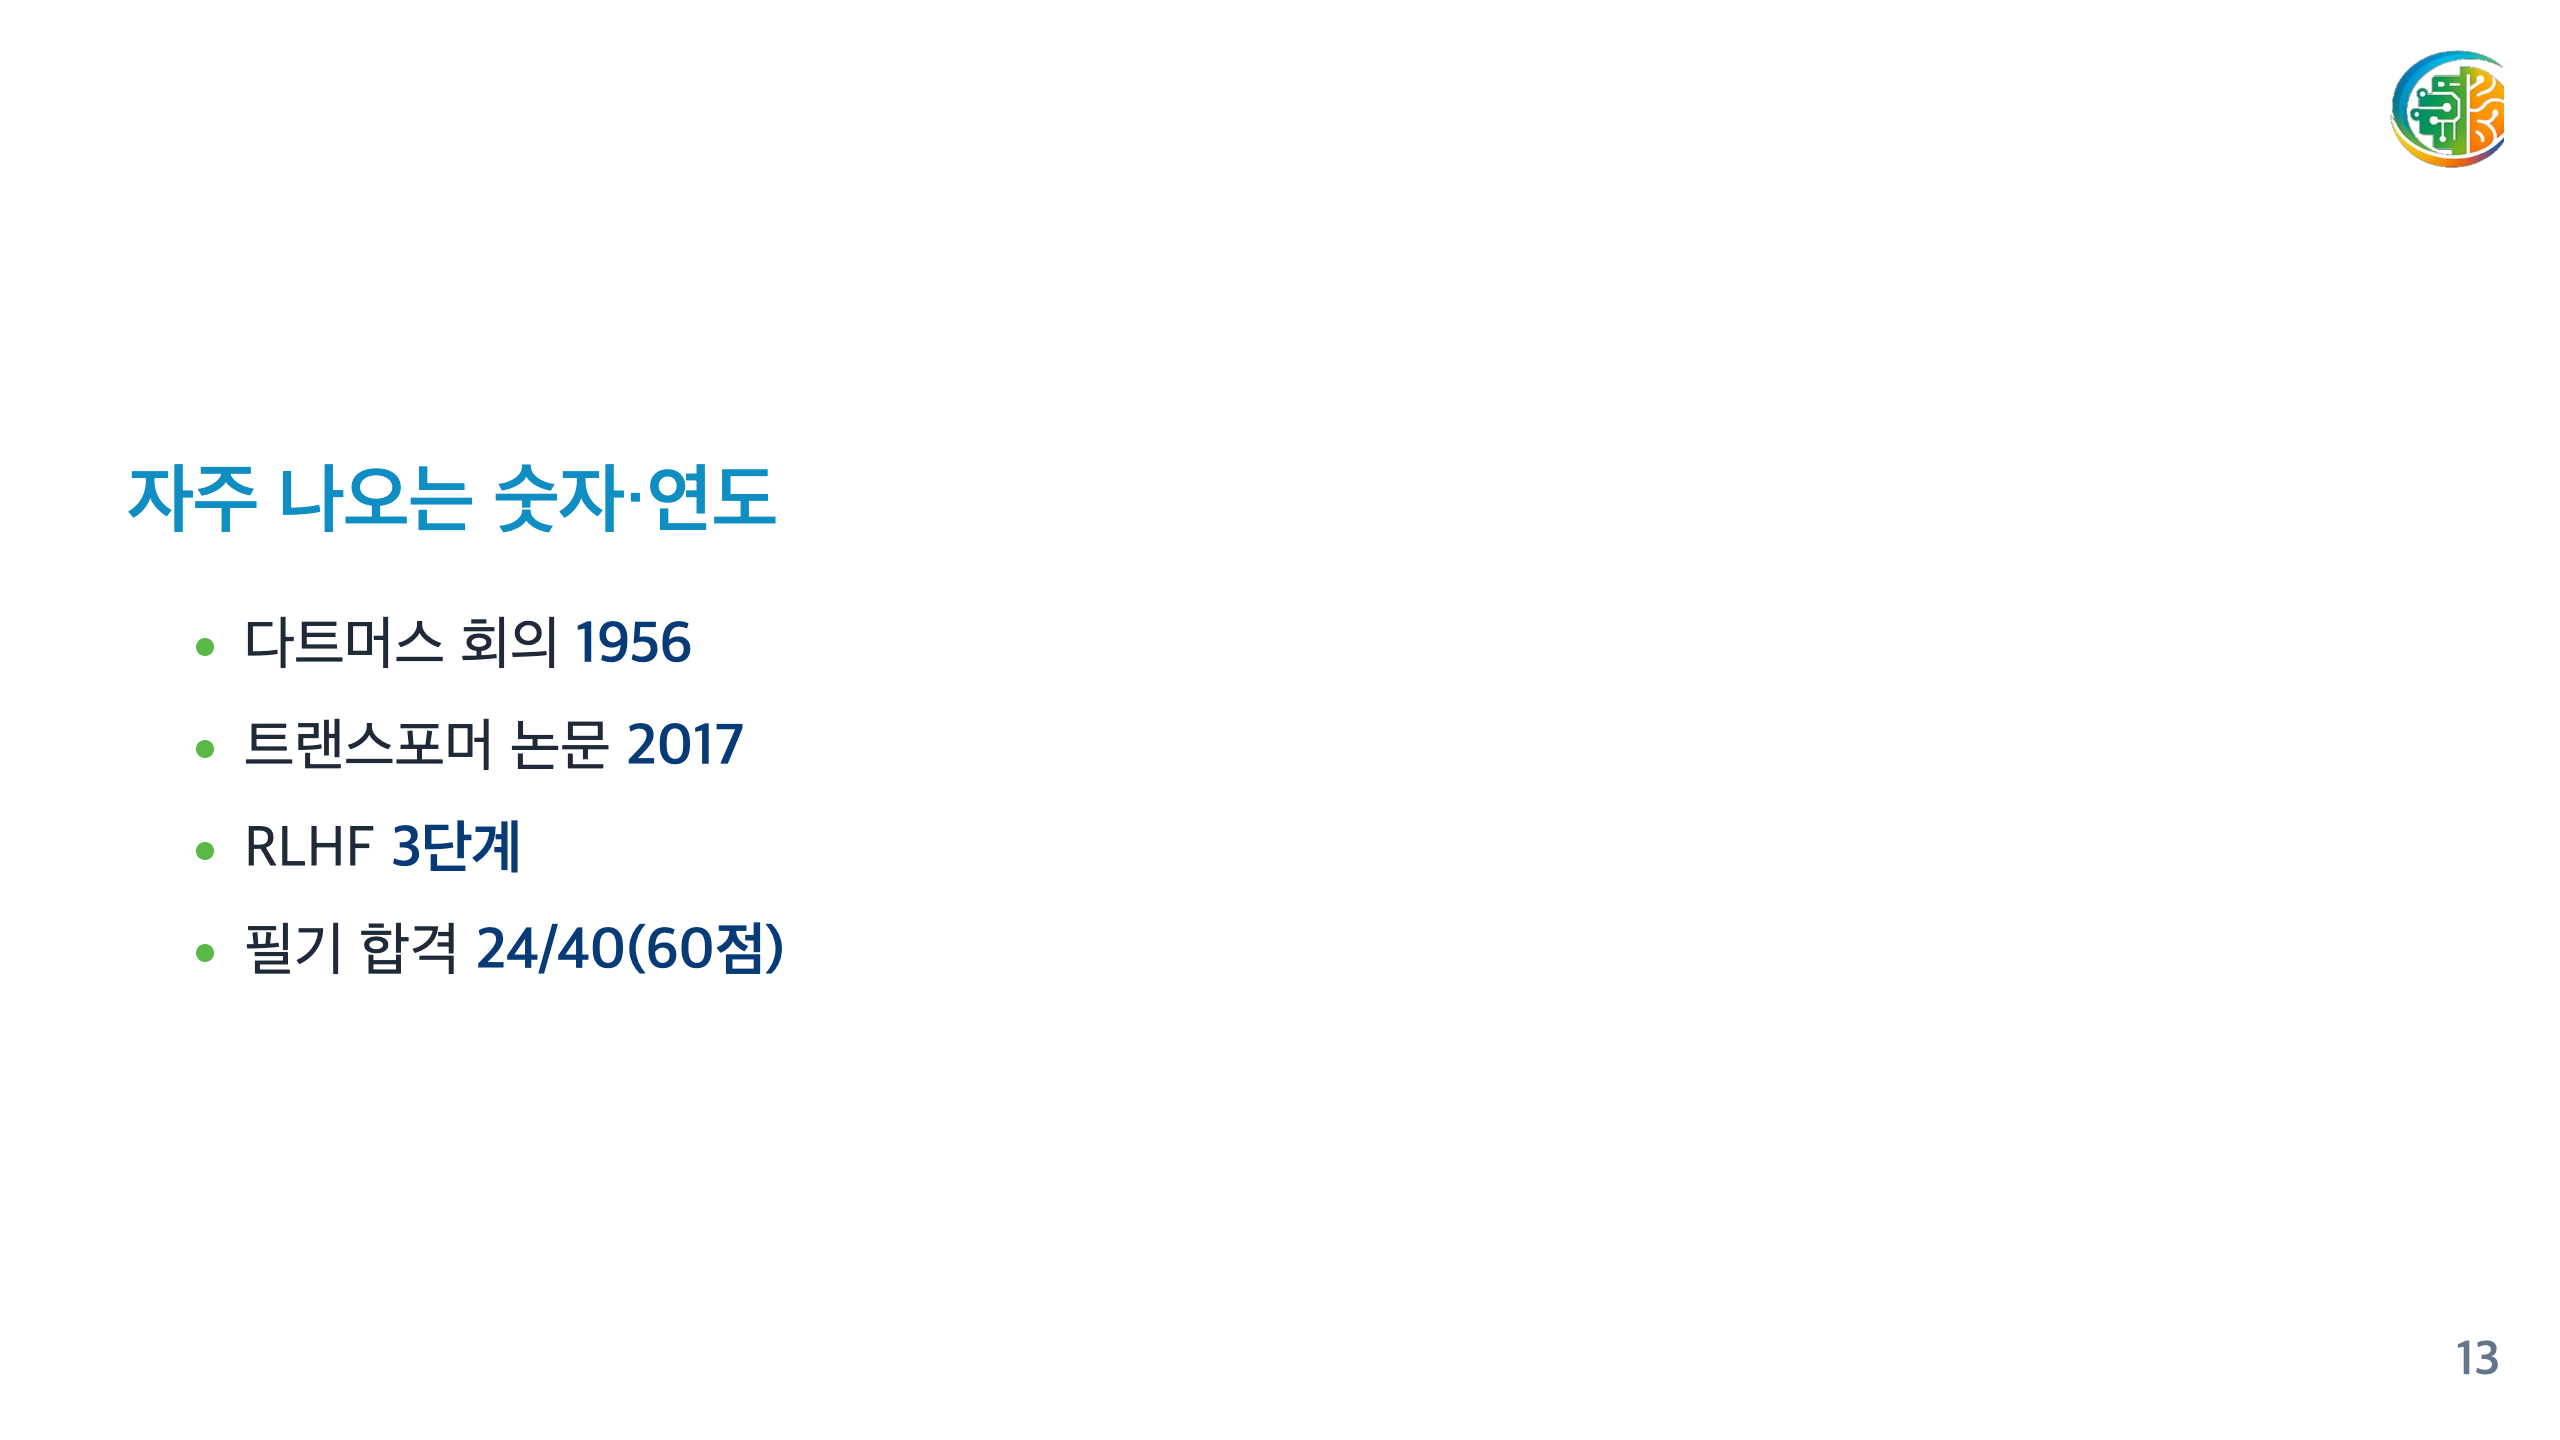 자주 나오는 숫자·연도
• 다트머스 회의 1956
• 트랜스포머 논문 2017
• RLHF 3단계
• 필기 합격 24/40(60점)
13